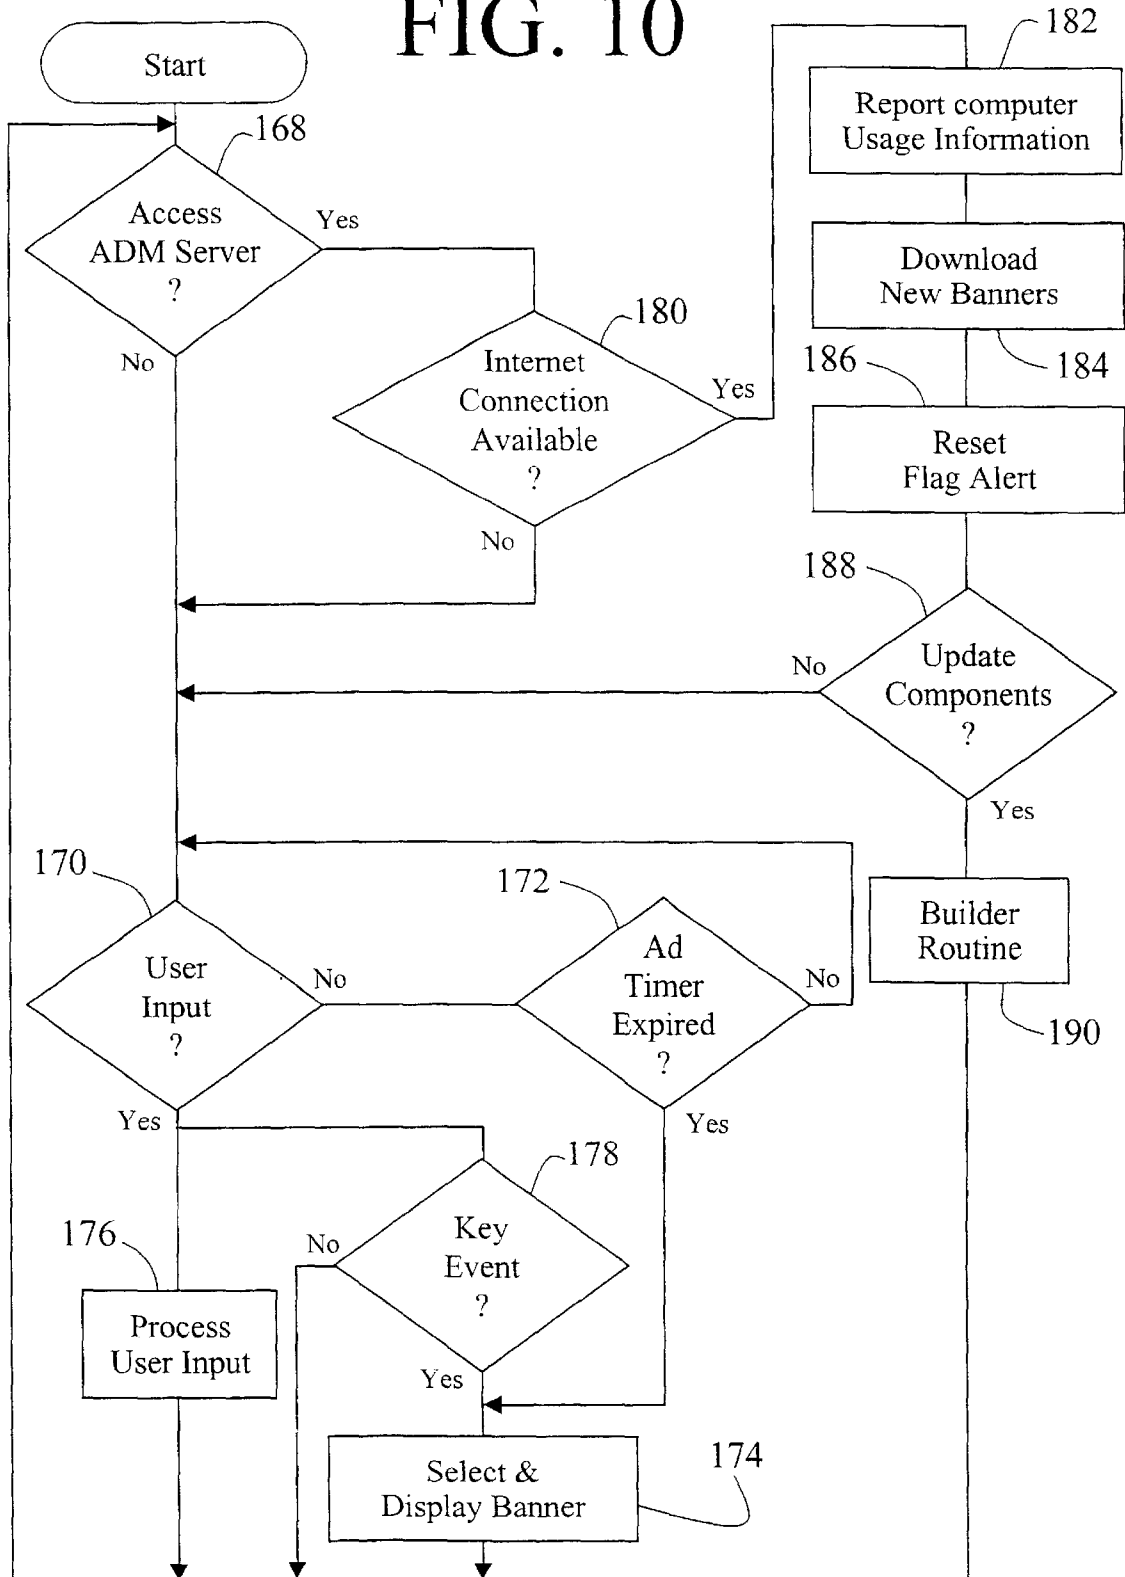 FIG. 10
Start
182
Report computer
Usage Information
168
Access
ADM Server
?
Yes
No
Download
New Banners
184
180
Internet
Connection
Available
?
Yes
No
186
Reset
Flag Alert
188
Update
Components
?
No
Yes
170
User
Input
?
No
Yes
172
Ad
Timer
Expired
?
No
Yes
Builder
Routine
190
178
Key
Event
?
No
Yes
176
Process
User Input
174
Select &
Display Banner